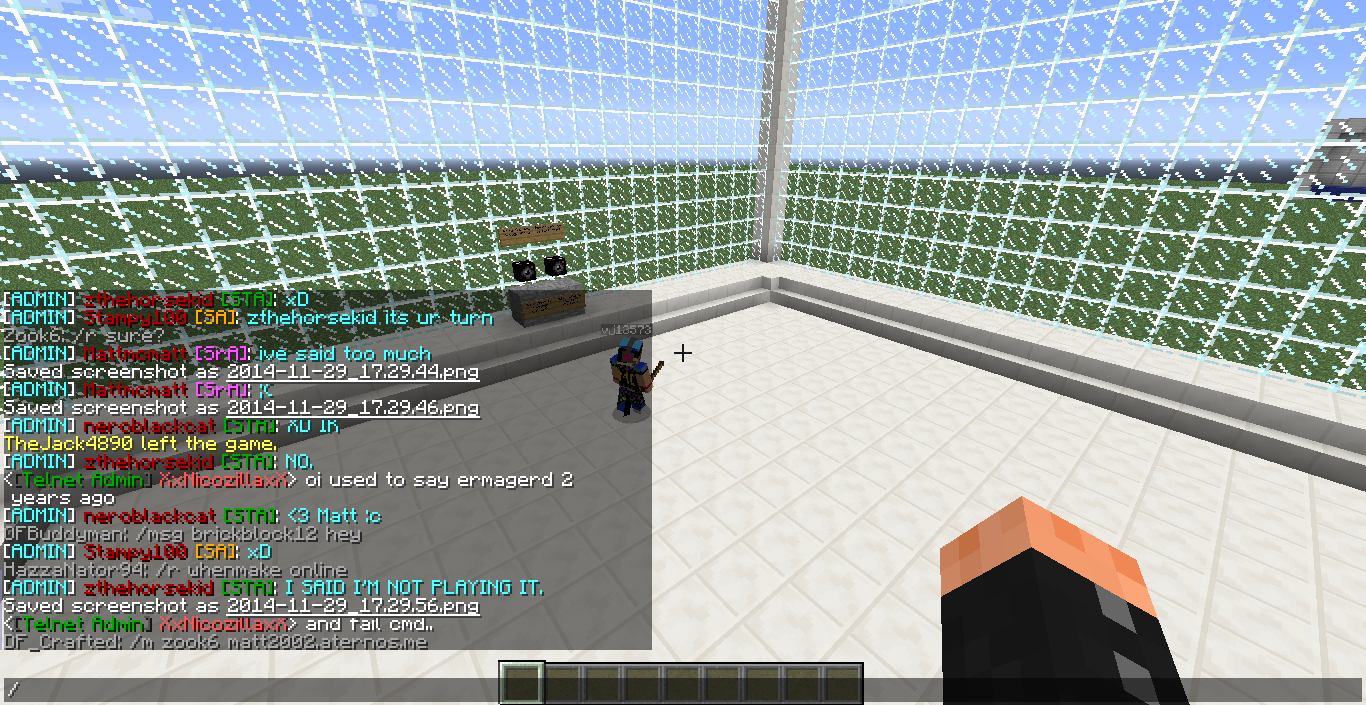 vj13573
[ADMIN] zthehorsekid [STA]: xD
[ADMIN] Stampy100 [SA]: zthehorsekid its ur turn
Zook6: /r sure?
[ADMIN] Mattmcmatt [SrA]: ive said too much
Saved screenshot as 2014-11-29_17.29.44.png
[ADMIN] Mattmcmatt [SrA]: ;(
Saved screenshot as 2014-11-29_17.29.46.png
[ADMIN] neroblackcat [STA]: XD IK
TheJack4890 left the game.
[ADMIN] zthehorsekid [STA]: NO.
<[Telnet Admin] XxNicozillaxX> oi used to say ermagerd 2
years ago
[ADMIN] neroblackcat [STA]: <3 Matt ;c
OFBuddyman: /msg brickblock12 hey
[ADMIN] Stampy100 [SA]: xD
HazzaNator94: /r whenmake online
[ADMIN] zthehorsekid [STA]: I SAID I'M NOT PLAYING IT.
Saved screenshot as 2014-11-29_17.29.56.png
<[Telnet Admin] XxNicozillaxX> and fail cmd..
DF_Crafted: /m zook6 matt2002.aternos.me
/